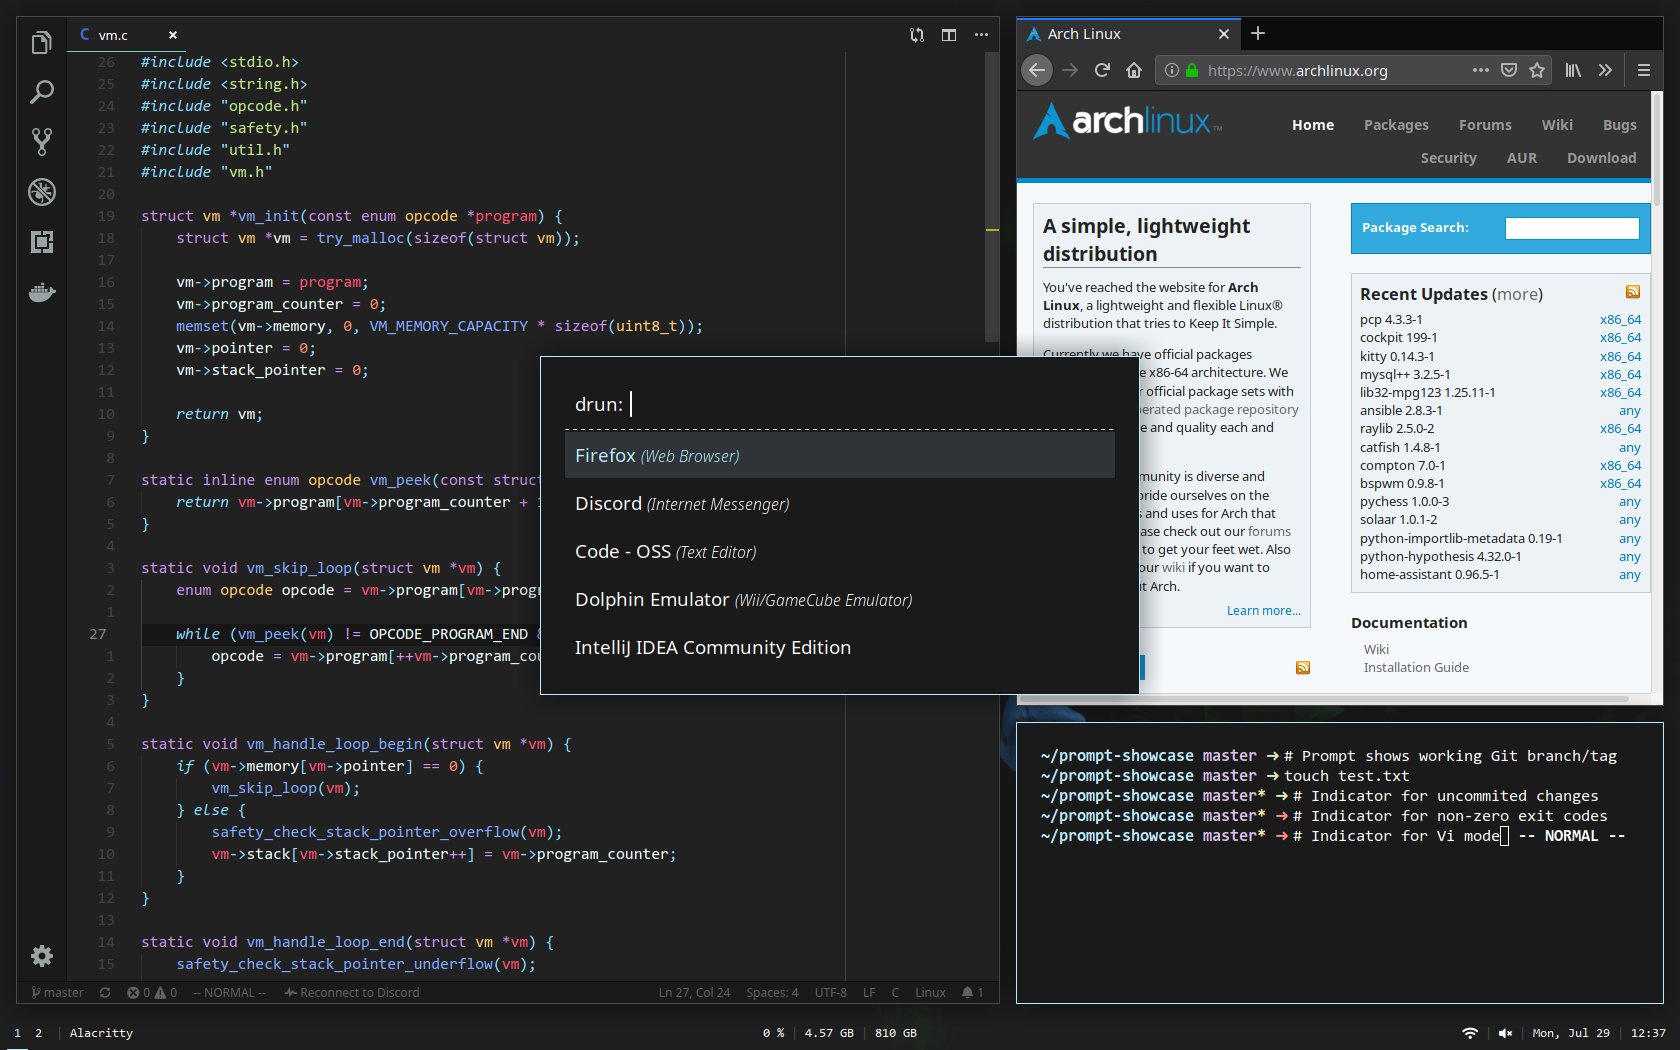 C vm.c ×
26 #include <stdio.h>
25 #include <string.h>
24 #include "opcode.h"
23 #include "safety.h"
22 #include "util.h"
21 #include "vm.h"
20
19 struct vm *vm_init(const enum opcode *program) {
18 struct vm *vm = try_malloc(sizeof(struct vm));
17
16 vm->program = program;
15 vm->program_counter = 0;
14 memset(vm->memory, 0, VM_MEMORY_CAPACITY * sizeof(uint8_t));
13 vm->pointer = 0;
12 vm->stack_pointer = 0;
11
10 return vm;
9 }
8
7 static inline enum opcode vm_peek(const struct
6 return vm->program[vm->program_counter +
5 }
4
3 static void vm_skip_loop(struct vm *vm) {
2 enum opcode opcode = vm->program[vm->progr
1
27 while (vm_peek(vm) != OPCODE_PROGRAM_END &
1 opcode = vm->program[++vm->program_cou
2 }
3 }
4
5 static void vm_handle_loop_begin(struct vm *vm) {
6 if (vm->memory[vm->pointer] == 0) {
7 vm_skip_loop(vm);
8 } else {
9 safety_check_stack_pointer_overflow(vm);
10 vm->stack[vm->stack_pointer++] = vm->program_counter;
11 }
12 }
13
14 static void vm_handle_loop_end(struct vm *vm) {
15 safety_check_stack_pointer_underflow(vm);
master 0 0 -- NORMAL -- Reconnect to Discord Ln 27, Col 24 Spaces: 4 UTF-8 LF C Linux 1
drun:
Firefox (Web Browser)
Discord (Internet Messenger)
Code - OSS (Text Editor)
Dolphin Emulator (Wii/GameCube Emulator)
IntelliJ IDEA Community Edition
Arch Linux
https://www.archlinux.org
archlinux™
Home Packages Forums Wiki Bugs
Security AUR Download
A simple, lightweight
distribution
You've reached the website for Arch
Linux, a lightweight and flexible Linux®
distribution that tries to Keep It Simple.
Currently we have official packages
x86-64 architecture. We
official package sets with
erated package repository
e and quality each and
munity is diverse and
pride ourselves on the
s and uses for Arch that
ase check out our forums
to get your feet wet. Also
our wiki if you want to
ut Arch.
Learn more...
Package Search:
Recent Updates (more)
pcp 4.3.3-1 x86_64
cockpit 199-1 x86_64
kitty 0.14.3-1 x86_64
mysql++ 3.2.5-1 x86_64
lib32-mpg123 1.25.11-1 x86_64
ansible 2.8.3-1 any
raylib 2.5.0-2 x86_64
catfish 1.4.8-1 any
compton 7.0-1 x86_64
bspwm 0.9.8-1 x86_64
pychess 1.0.0-3 any
solaar 1.0.1-2 any
python-importlib-metadata 0.19-1 any
python-hypothesis 4.32.0-1 any
home-assistant 0.96.5-1 any
Documentation
Wiki
Installation Guide
~/prompt-showcase master ➜ # Prompt shows working Git branch/tag
~/prompt-showcase master ➜ touch test.txt
~/prompt-showcase master* ➜ # Indicator for uncommited changes
~/prompt-showcase master* ➜ # Indicator for non-zero exit codes
~/prompt-showcase master* ➜ # Indicator for Vi mode -- NORMAL --
1 2 | Alacritty 0 % | 4.57 GB | 810 GB Mon, Jul 29 | 12:37